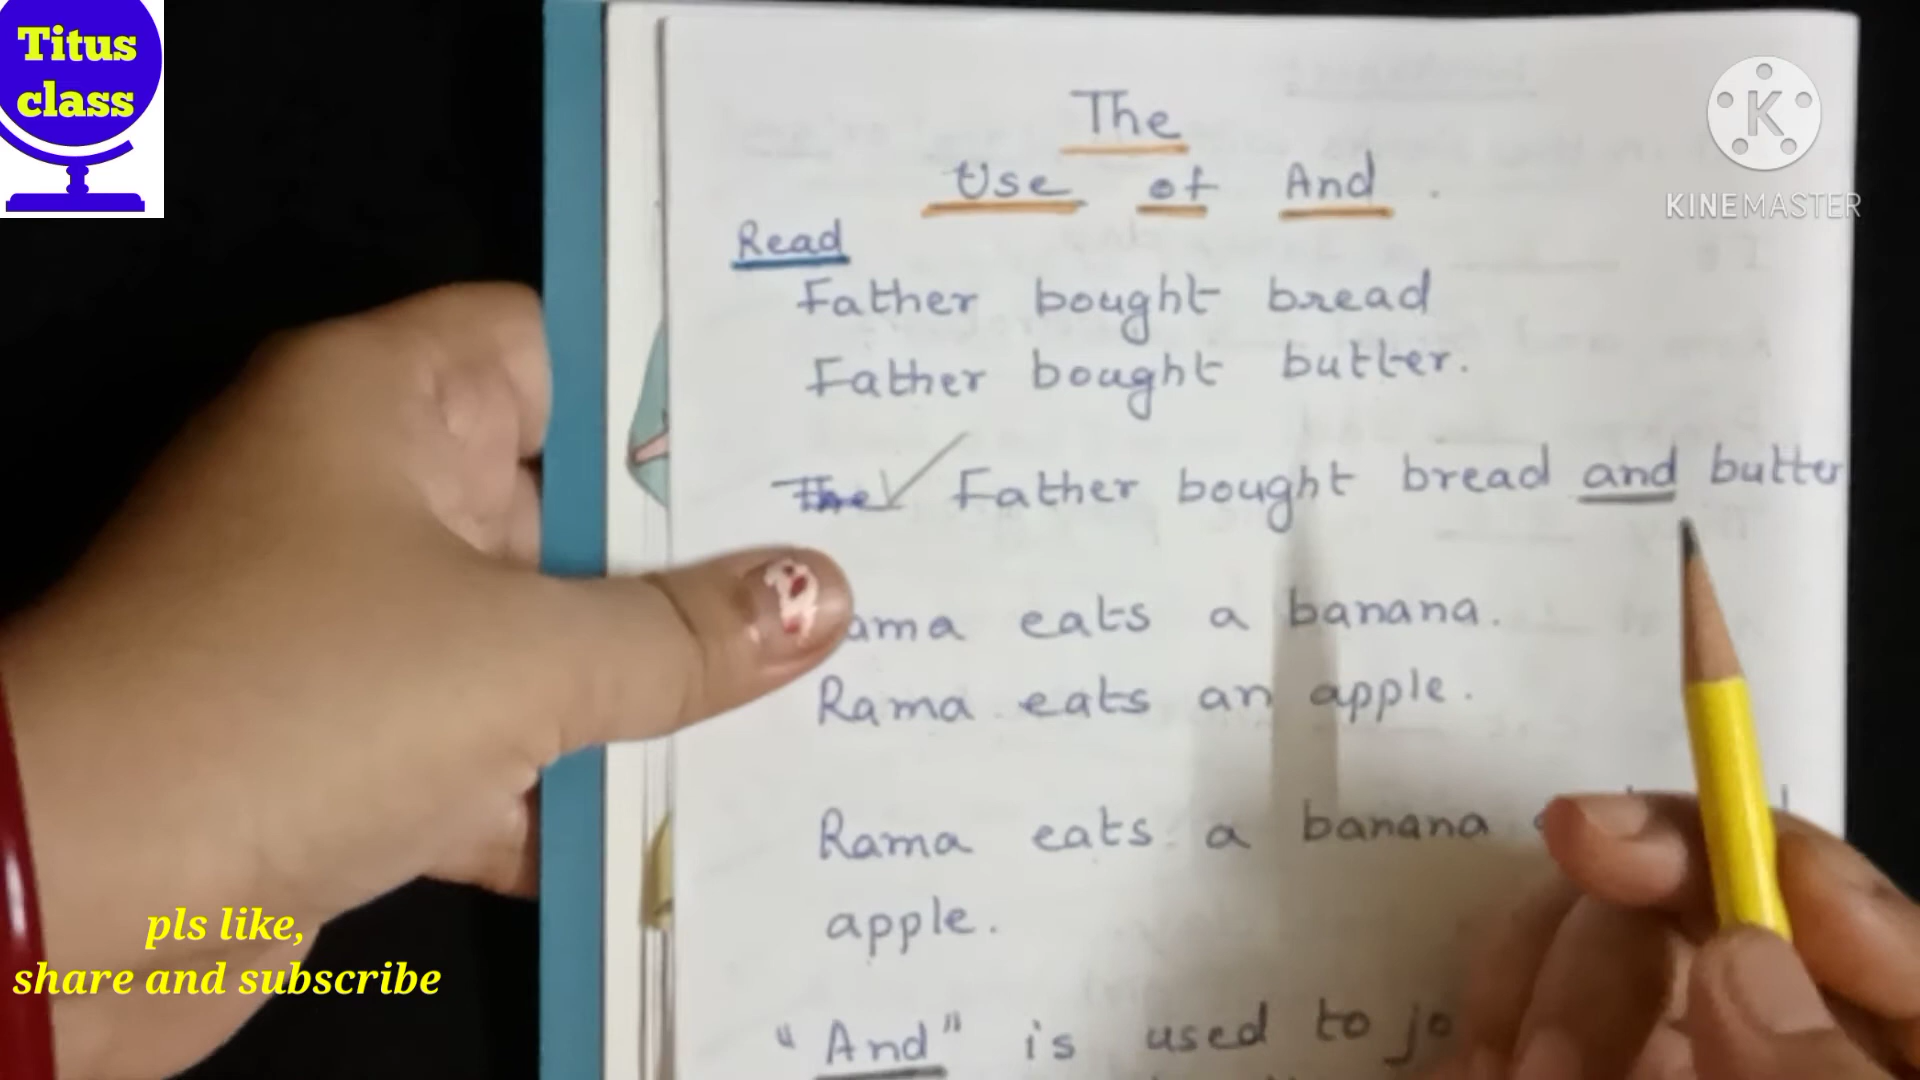 Titus
class
KINEMASTER
The
Use of And.
Read
Father bought bread
Father bought butter.
Father bought bread and butter
ama eats a banana.
Rama eats an apple.
Rama eats a banana
apple.
"And" is used to jo
pls like,
share and subscribe